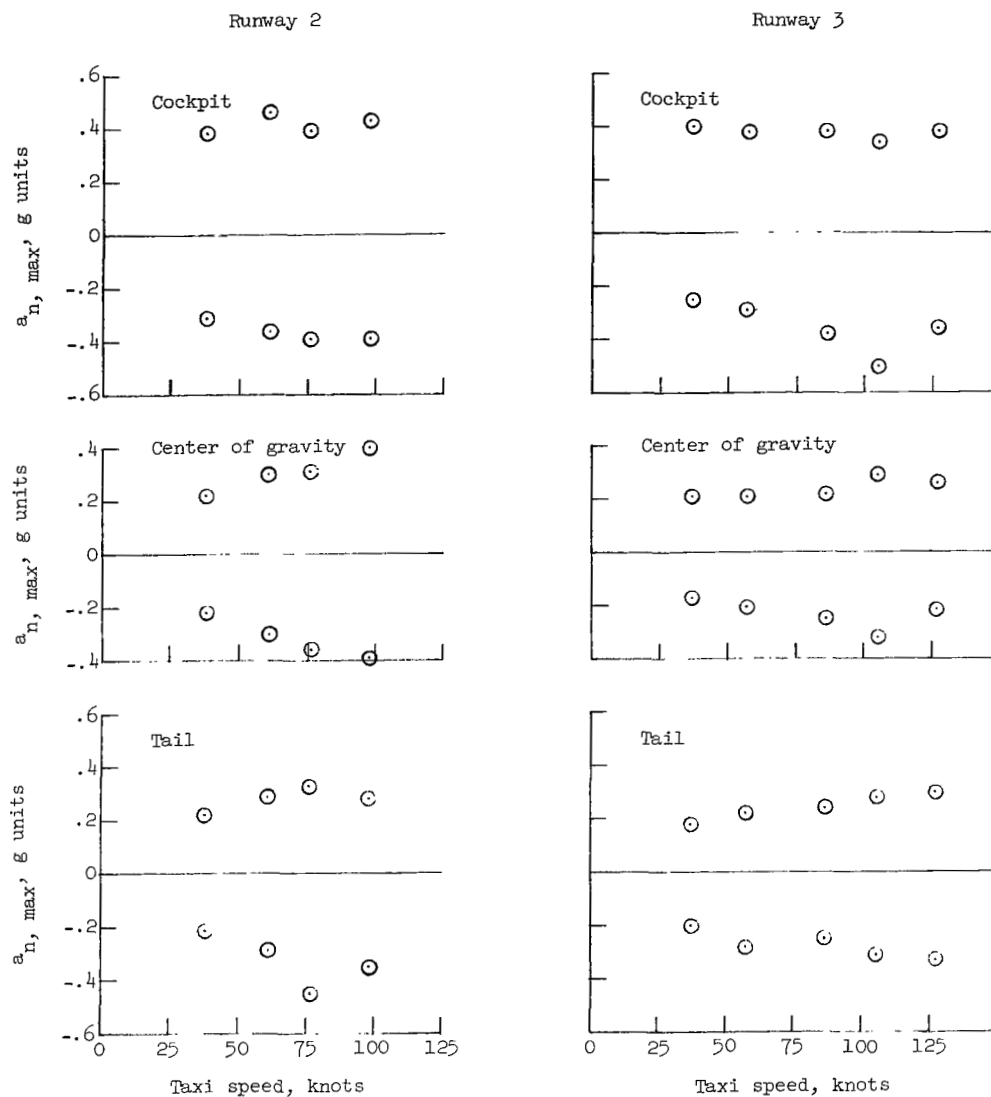 Runway 2
Runway 3
.6
Cockpit
.4
.2
0
-.2
-.4
-.6
a_n, max, g units
Cockpit
.4
Center of gravity
.2
0
-.2
-.4
a_n, max, g units
Center of gravity
.6
Tail
.4
.2
0
-.2
-.4
-.6
a_n, max, g units
0 25 50 75 100 125
Taxi speed, knots
Tail
0 25 50 75 100 125
Taxi speed, knots